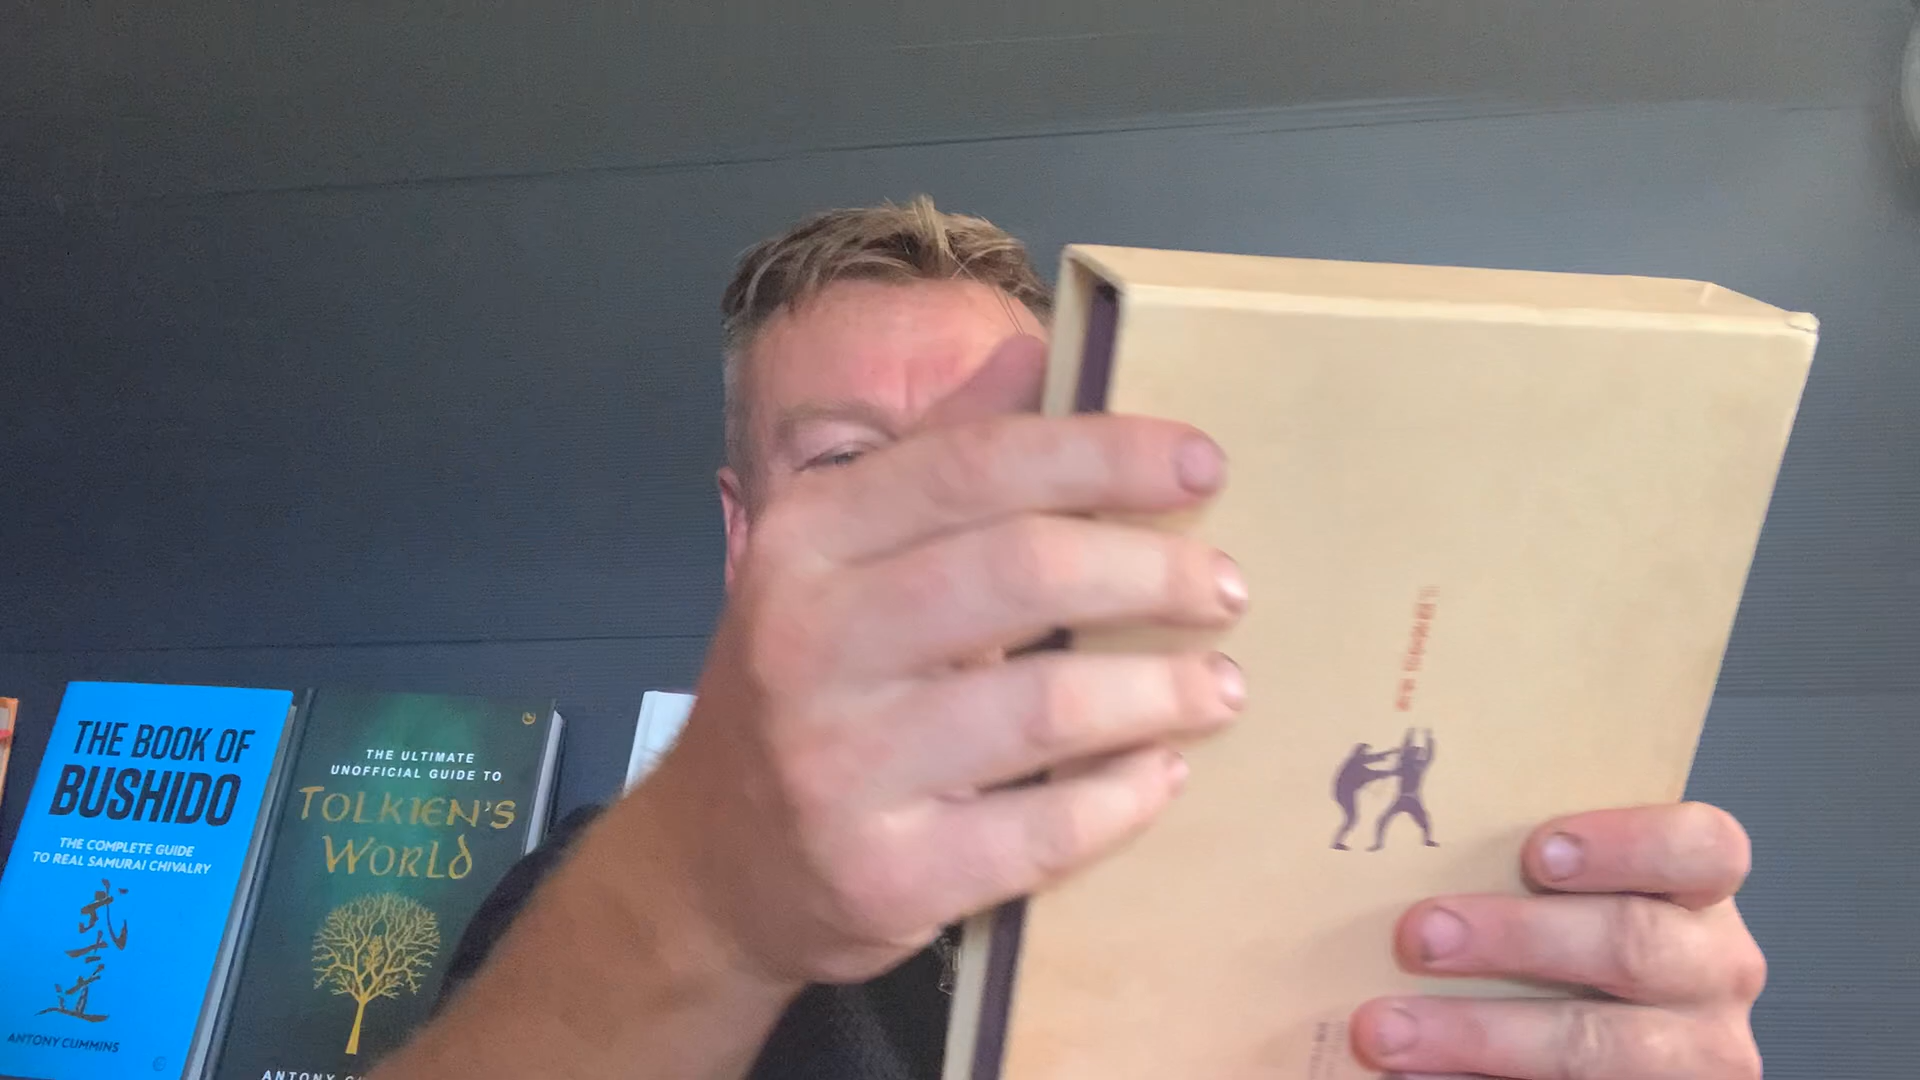 THE BOOK OF
BUSHIDO
THE COMPLETE GUIDE
TO REAL SAMURAI CHIVALRY
武
士
道
ANTONY CUMMINS
THE ULTIMATE
UNOFFICIAL GUIDE TO
TOLKIEN'S
WORLD
ANTONY